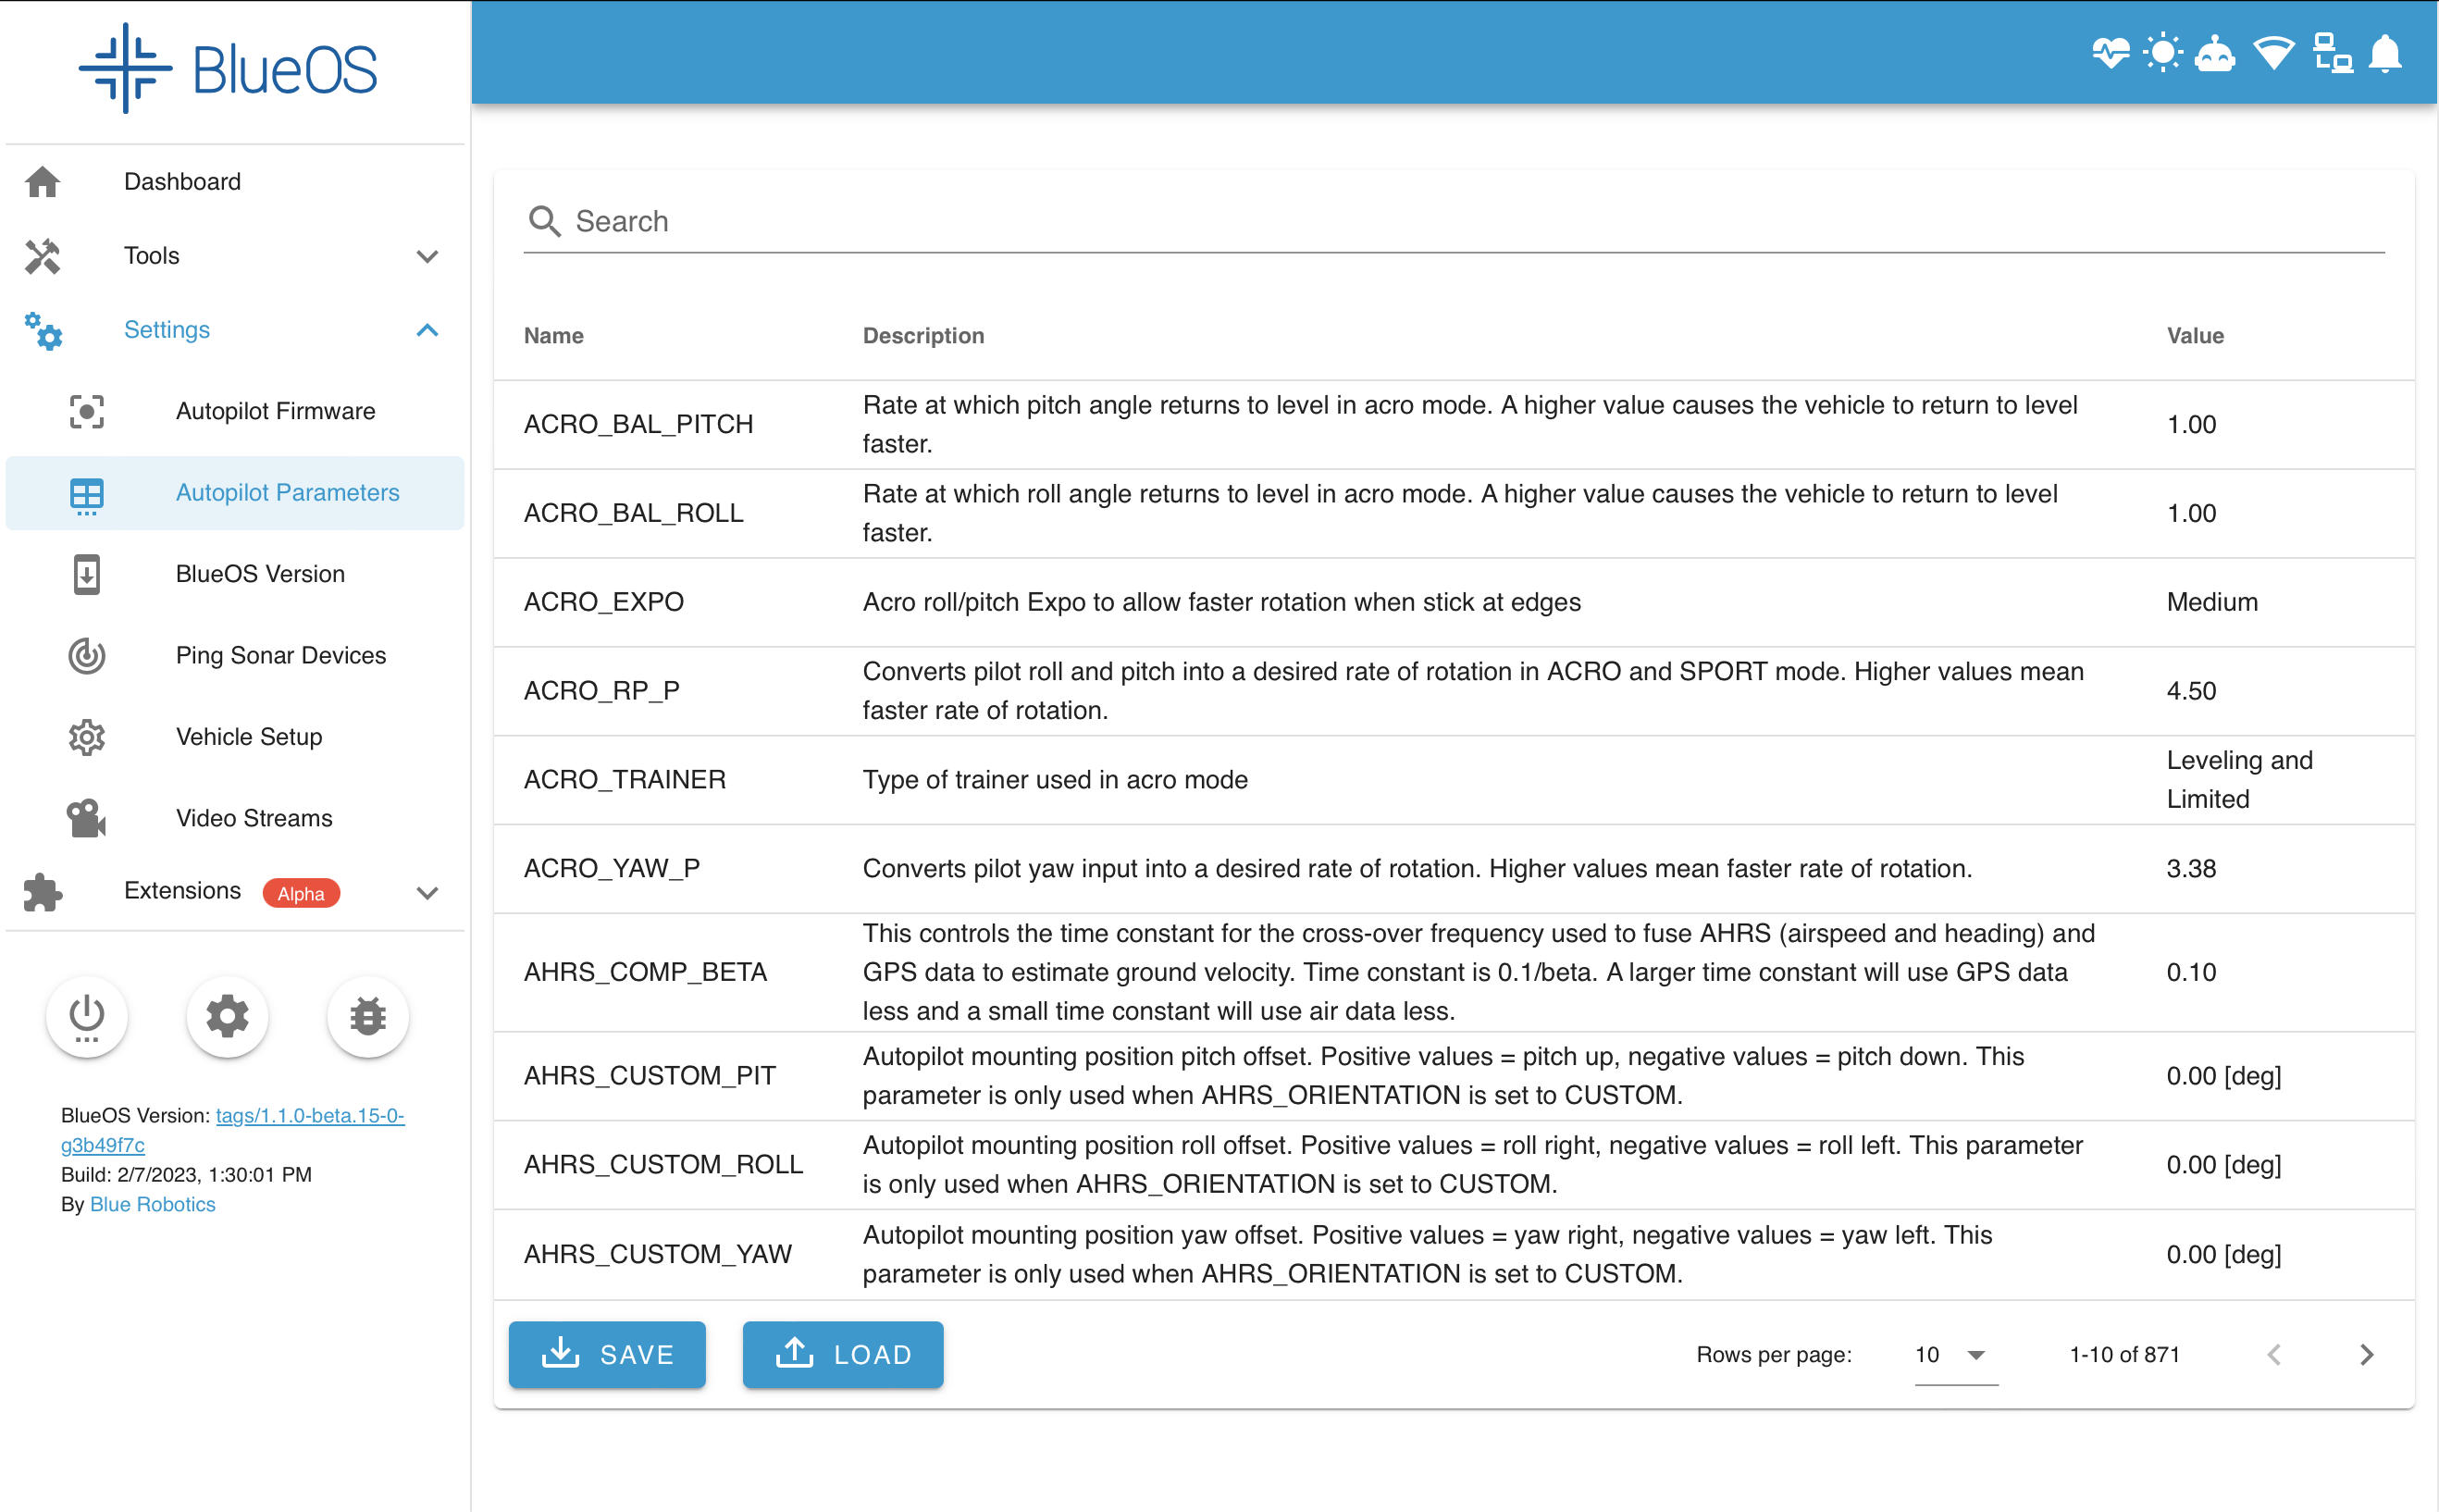 BlueOS
Dashboard
Tools
Settings
Autopilot Firmware
Autopilot Parameters
BlueOS Version
Ping Sonar Devices
Vehicle Setup
Video Streams
Extensions Alpha
BlueOS Version: tags/1.1.0-beta.15-0-
g3b49f7c
Build: 2/7/2023, 1:30:01 PM
By Blue Robotics
Search
Name Description Value
ACRO_BAL_PITCH Rate at which pitch angle returns to level in acro mode. A higher value causes the vehicle to return to level 1.00
faster.
ACRO_BAL_ROLL Rate at which roll angle returns to level in acro mode. A higher value causes the vehicle to return to level 1.00
faster.
ACRO_EXPO Acro roll/pitch Expo to allow faster rotation when stick at edges Medium
ACRO_RP_P Converts pilot roll and pitch into a desired rate of rotation in ACRO and SPORT mode. Higher values mean 4.50
faster rate of rotation.
ACRO_TRAINER Type of trainer used in acro mode Leveling and
Limited
ACRO_YAW_P Converts pilot yaw input into a desired rate of rotation. Higher values mean faster rate of rotation. 3.38
This controls the time constant for the cross-over frequency used to fuse AHRS (airspeed and heading) and
AHRS_COMP_BETA GPS data to estimate ground velocity. Time constant is 0.1/beta. A larger time constant will use GPS data 0.10
less and a small time constant will use air data less.
AHRS_CUSTOM_PIT Autopilot mounting position pitch offset. Positive values = pitch up, negative values = pitch down. This 0.00 [deg]
parameter is only used when AHRS_ORIENTATION is set to CUSTOM.
AHRS_CUSTOM_ROLL Autopilot mounting position roll offset. Positive values = roll right, negative values = roll left. This parameter 0.00 [deg]
is only used when AHRS_ORIENTATION is set to CUSTOM.
AHRS_CUSTOM_YAW Autopilot mounting position yaw offset. Positive values = yaw right, negative values = yaw left. This 0.00 [deg]
parameter is only used when AHRS_ORIENTATION is set to CUSTOM.
SAVE LOAD Rows per page: 10 1-10 of 871